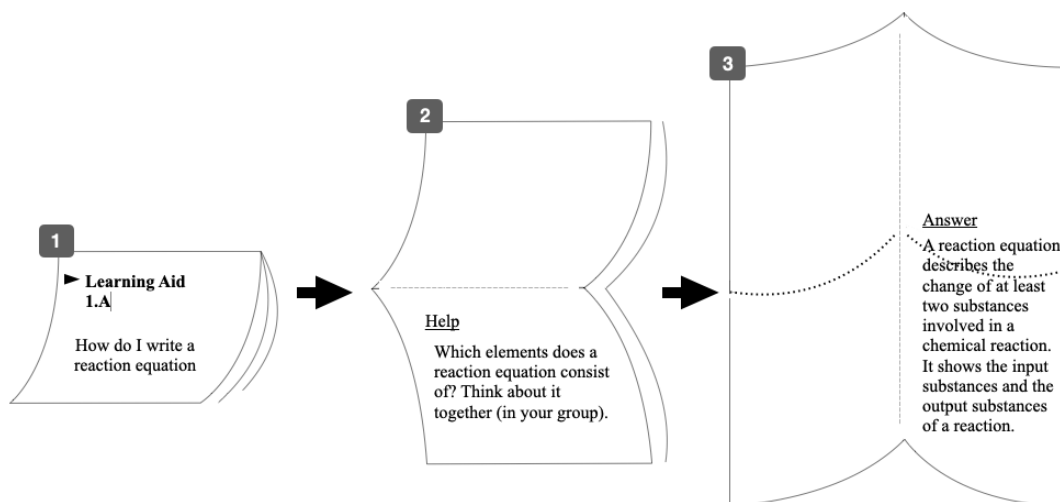 1
Learning Aid
1.A
How do I write a
reaction equation
2
Help
Which elements does a
reaction equation consist
of? Think about it
together (in your group).
3
Answer
A reaction equation
describes the
change of at least
two substances
involved in a
chemical reaction.
It shows the input
substances and the
output substances
of a reaction.